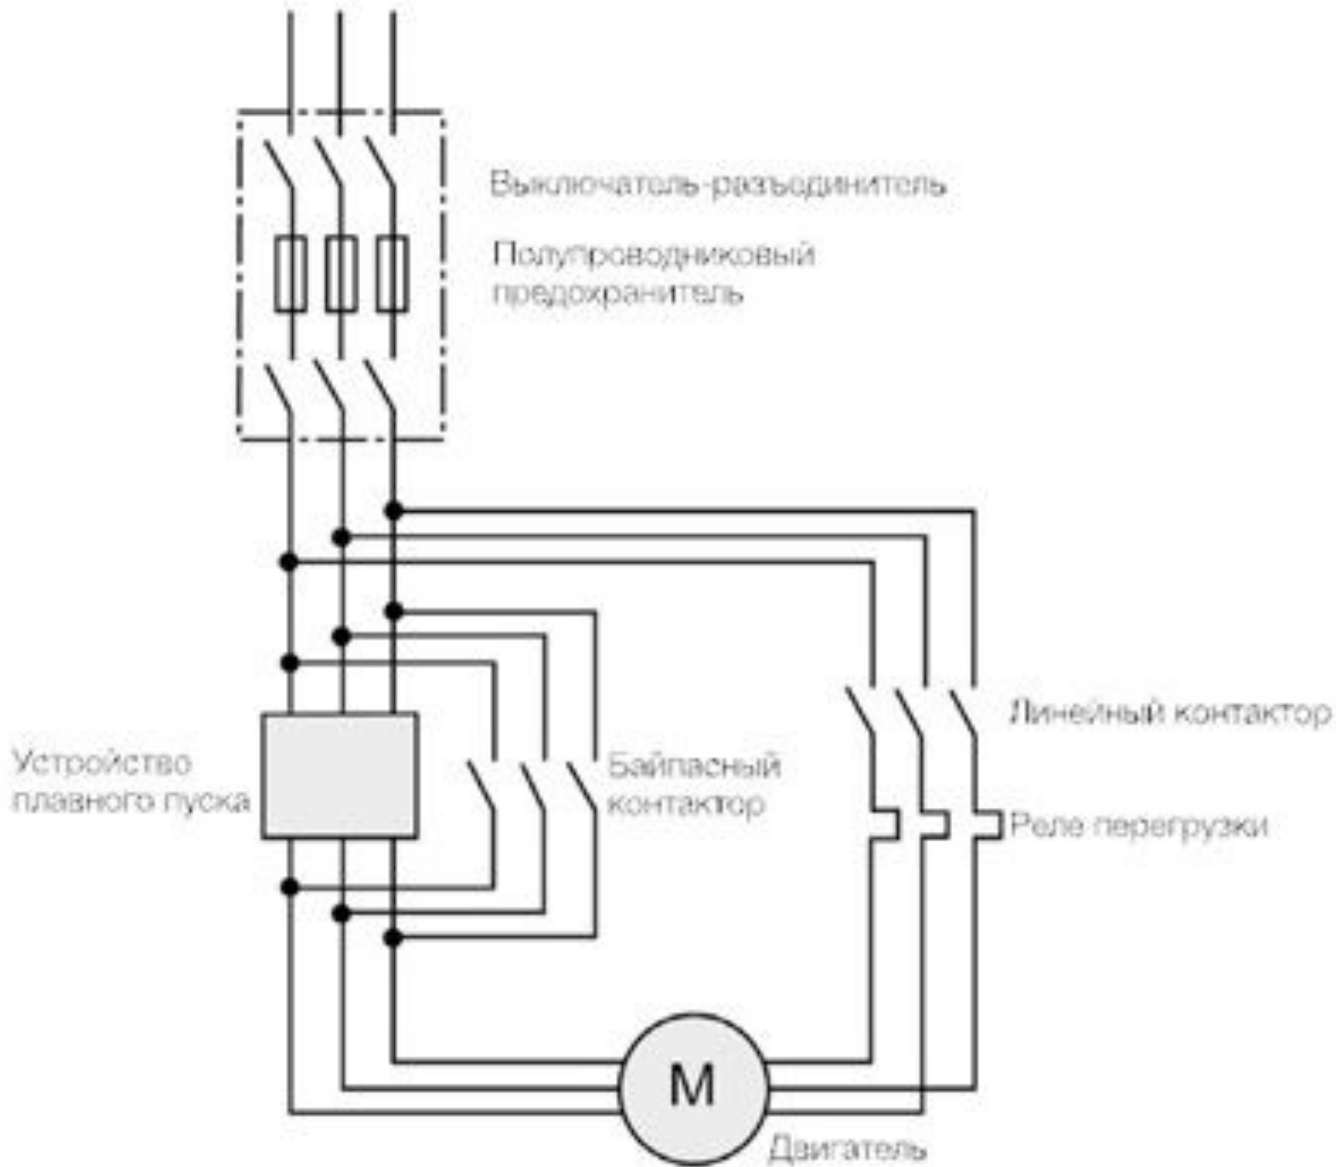 Выключатель-разъединитель
Полупроводниковый
предохранитель
Линейный контактор
Устройство
плавного пуска
Байпасный
контактор
Реле перегрузки
М
Двигатель